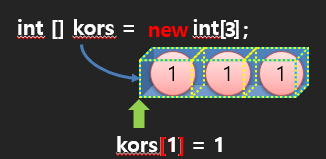 int [] kors = new int[3];
1 1 1
kors[1] = 1